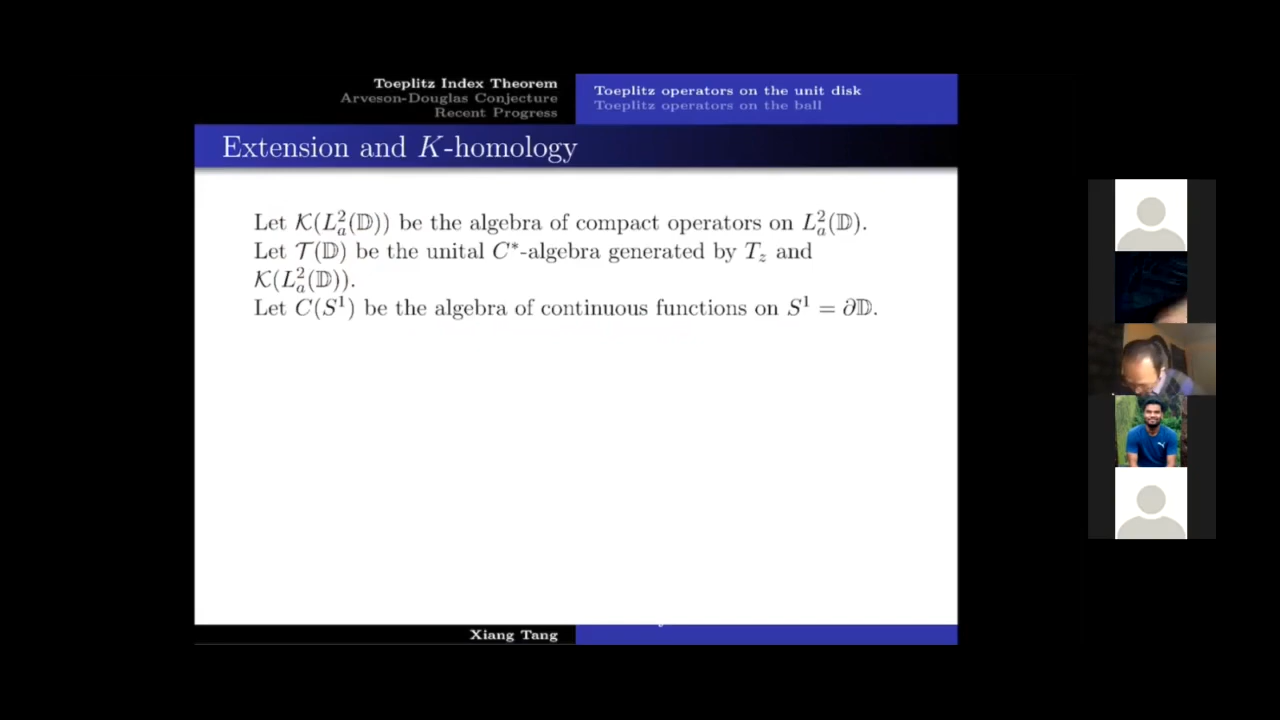 Toeplitz Index Theorem
Arveson-Douglas Conjecture
Recent Progress
Toeplitz operators on the unit disk
Toeplitz operators on the ball
Extension and K-homology
Let 𝒦(L²ₐ(𝔻)) be the algebra of compact operators on L²ₐ(𝔻).
Let 𝒯(𝔻) be the unital C*-algebra generated by T_z and
𝒦(L²ₐ(𝔻)).
Let C(S¹) be the algebra of continuous functions on S¹ = ∂𝔻.
Xiang Tang